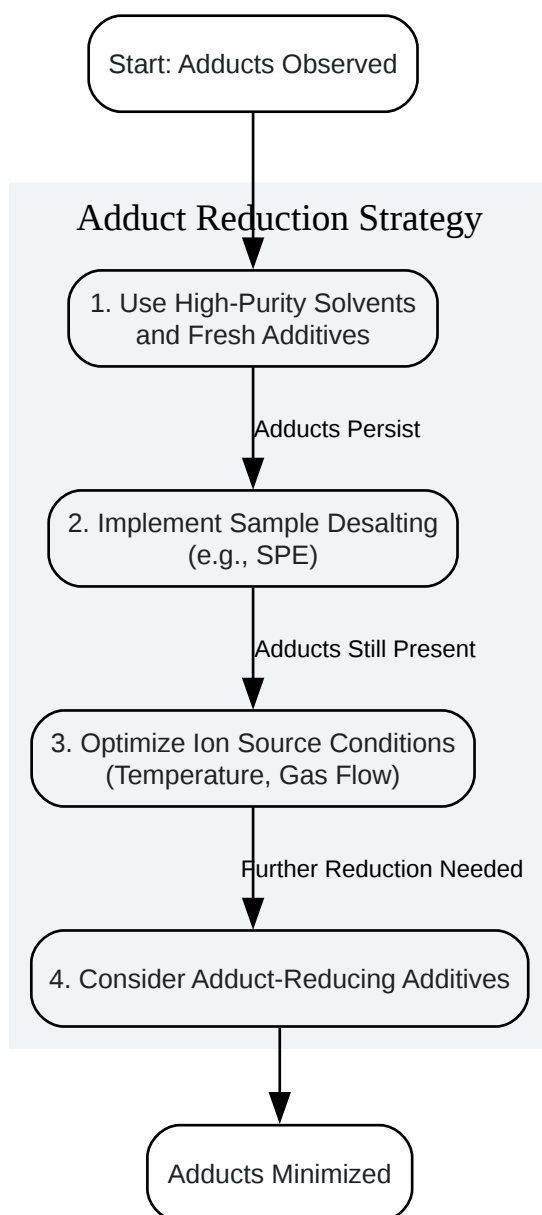 Start: Adducts Observed
Adduct Reduction Strategy
1. Use High-Purity Solvents
and Fresh Additives
Adducts Persist
2. Implement Sample Desalting
(e.g., SPE)
Adducts Still Present
3. Optimize Ion Source Conditions
(Temperature, Gas Flow)
Further Reduction Needed
4. Consider Adduct-Reducing Additives
Adducts Minimized